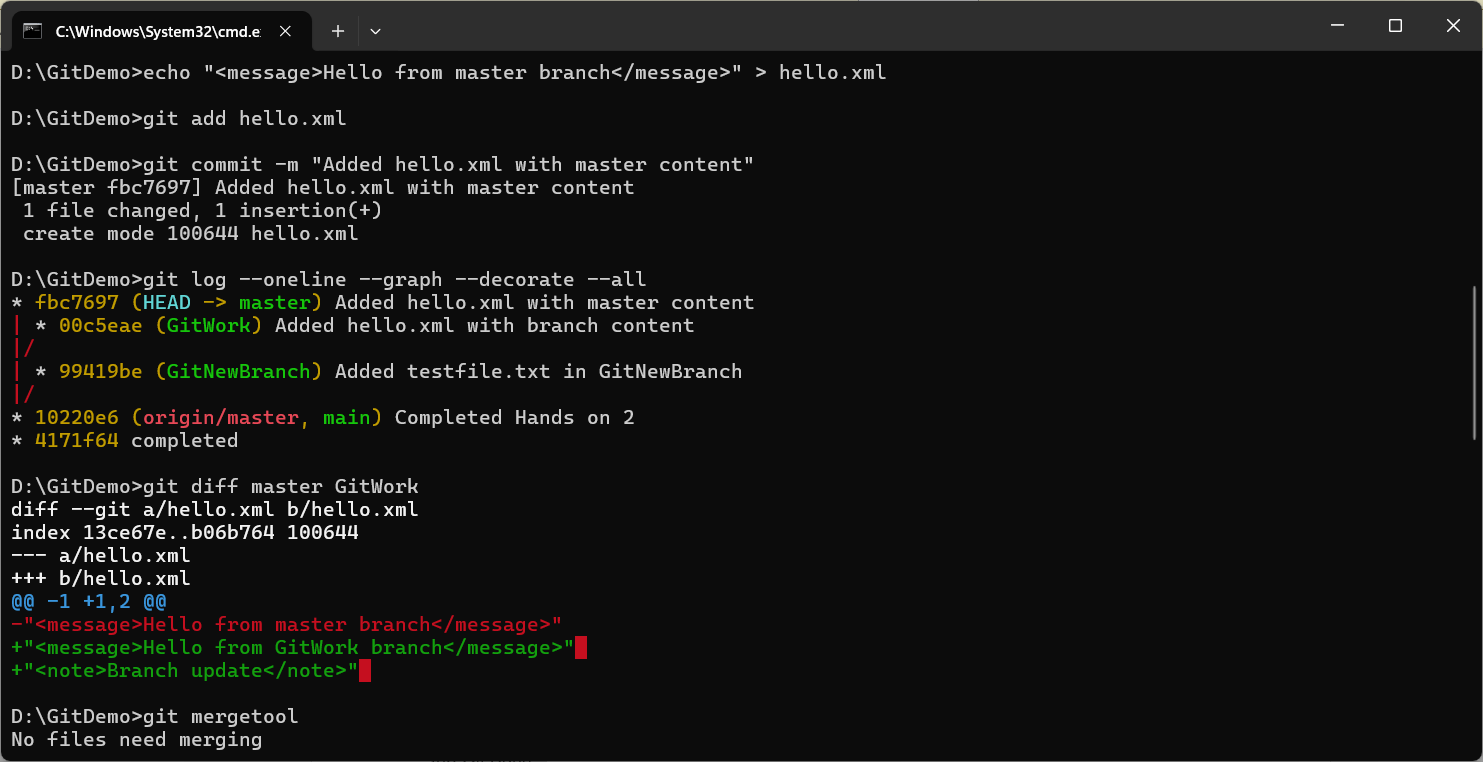 C:\Windows\System32\cmd.e
D:\GitDemo>echo "<message>Hello from master branch</message>" > hello.xml
D:\GitDemo>git add hello.xml
D:\GitDemo>git commit -m "Added hello.xml with master content"
[master fbc7697] Added hello.xml with master content
 1 file changed, 1 insertion(+)
 create mode 100644 hello.xml
D:\GitDemo>git log --oneline --graph --decorate --all
* fbc7697 (HEAD -> master) Added hello.xml with master content
| * 00c5eae (GitWork) Added hello.xml with branch content
|/
| * 99419be (GitNewBranch) Added testfile.txt in GitNewBranch
|/
* 10220e6 (origin/master, main) Completed Hands on 2
* 4171f64 completed
D:\GitDemo>git diff master GitWork
diff --git a/hello.xml b/hello.xml
index 13ce67e..b06b764 100644
--- a/hello.xml
+++ b/hello.xml
@@ -1 +1,2 @@
-"<message>Hello from master branch</message>"
+"<message>Hello from GitWork branch</message>"
+"<note>Branch update</note>"
D:\GitDemo>git mergetool
No files need merging